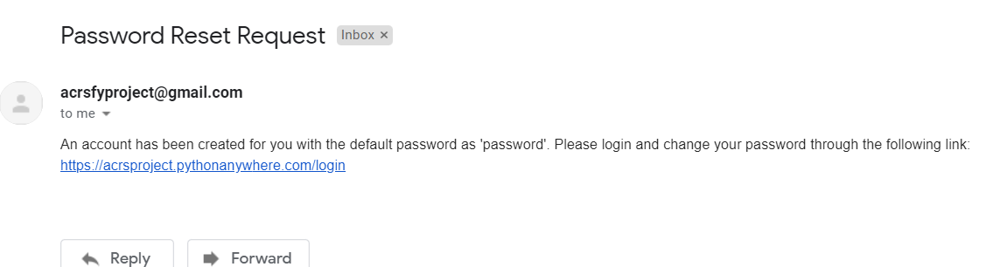 Password Reset Request Inbox ×
acrsfyproject@gmail.com
to me
An account has been created for you with the default password as 'password'. Please login and change your password through the following link:
https://acrsproject.pythonanywhere.com/login
Reply Forward